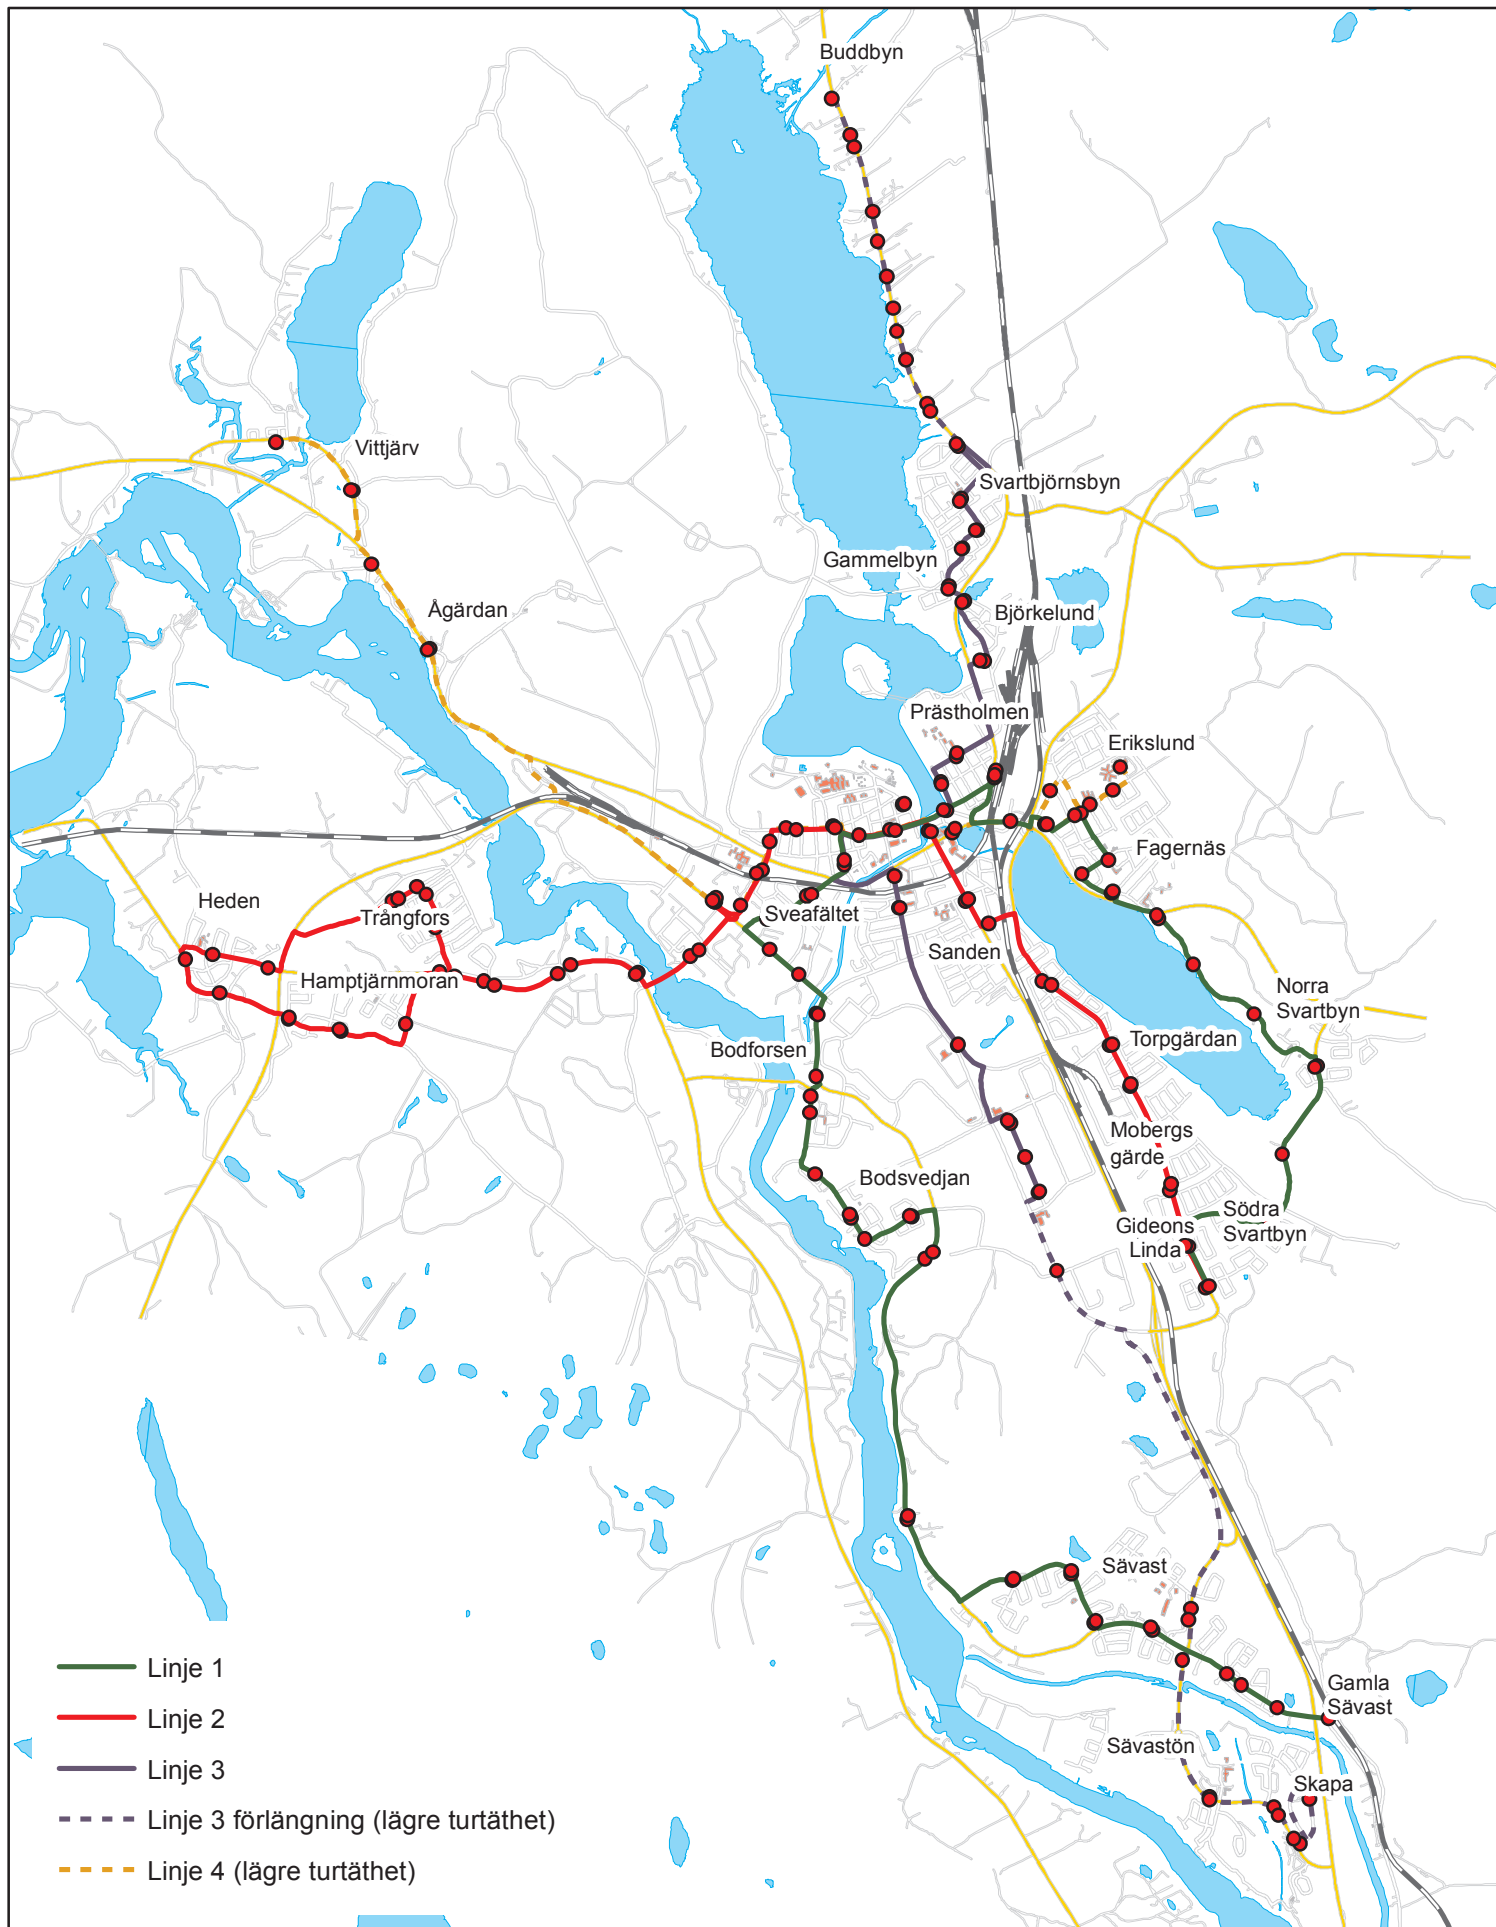 Buddbyn
Vittjärv
Svartbjörnsbyn
Gammelbyn
Ågärdan
Björkelund
Prästholmen
Erikslund
Fagernäs
Heden
Trångfors
Sveafältet
Sanden
Hamptjärnmoran
Norra
Svartbyn
Bodforsen
Torpgärdan
Mobergs
gärde
Bodsvedjan
Södra
Svartbyn
Gideons
Linda
Sävast
Gamla
Sävast
Sävastön
Skapa
Linje 1
Linje 2
Linje 3
Linje 3 förlängning (lägre turtäthet)
Linje 4 (lägre turtäthet)